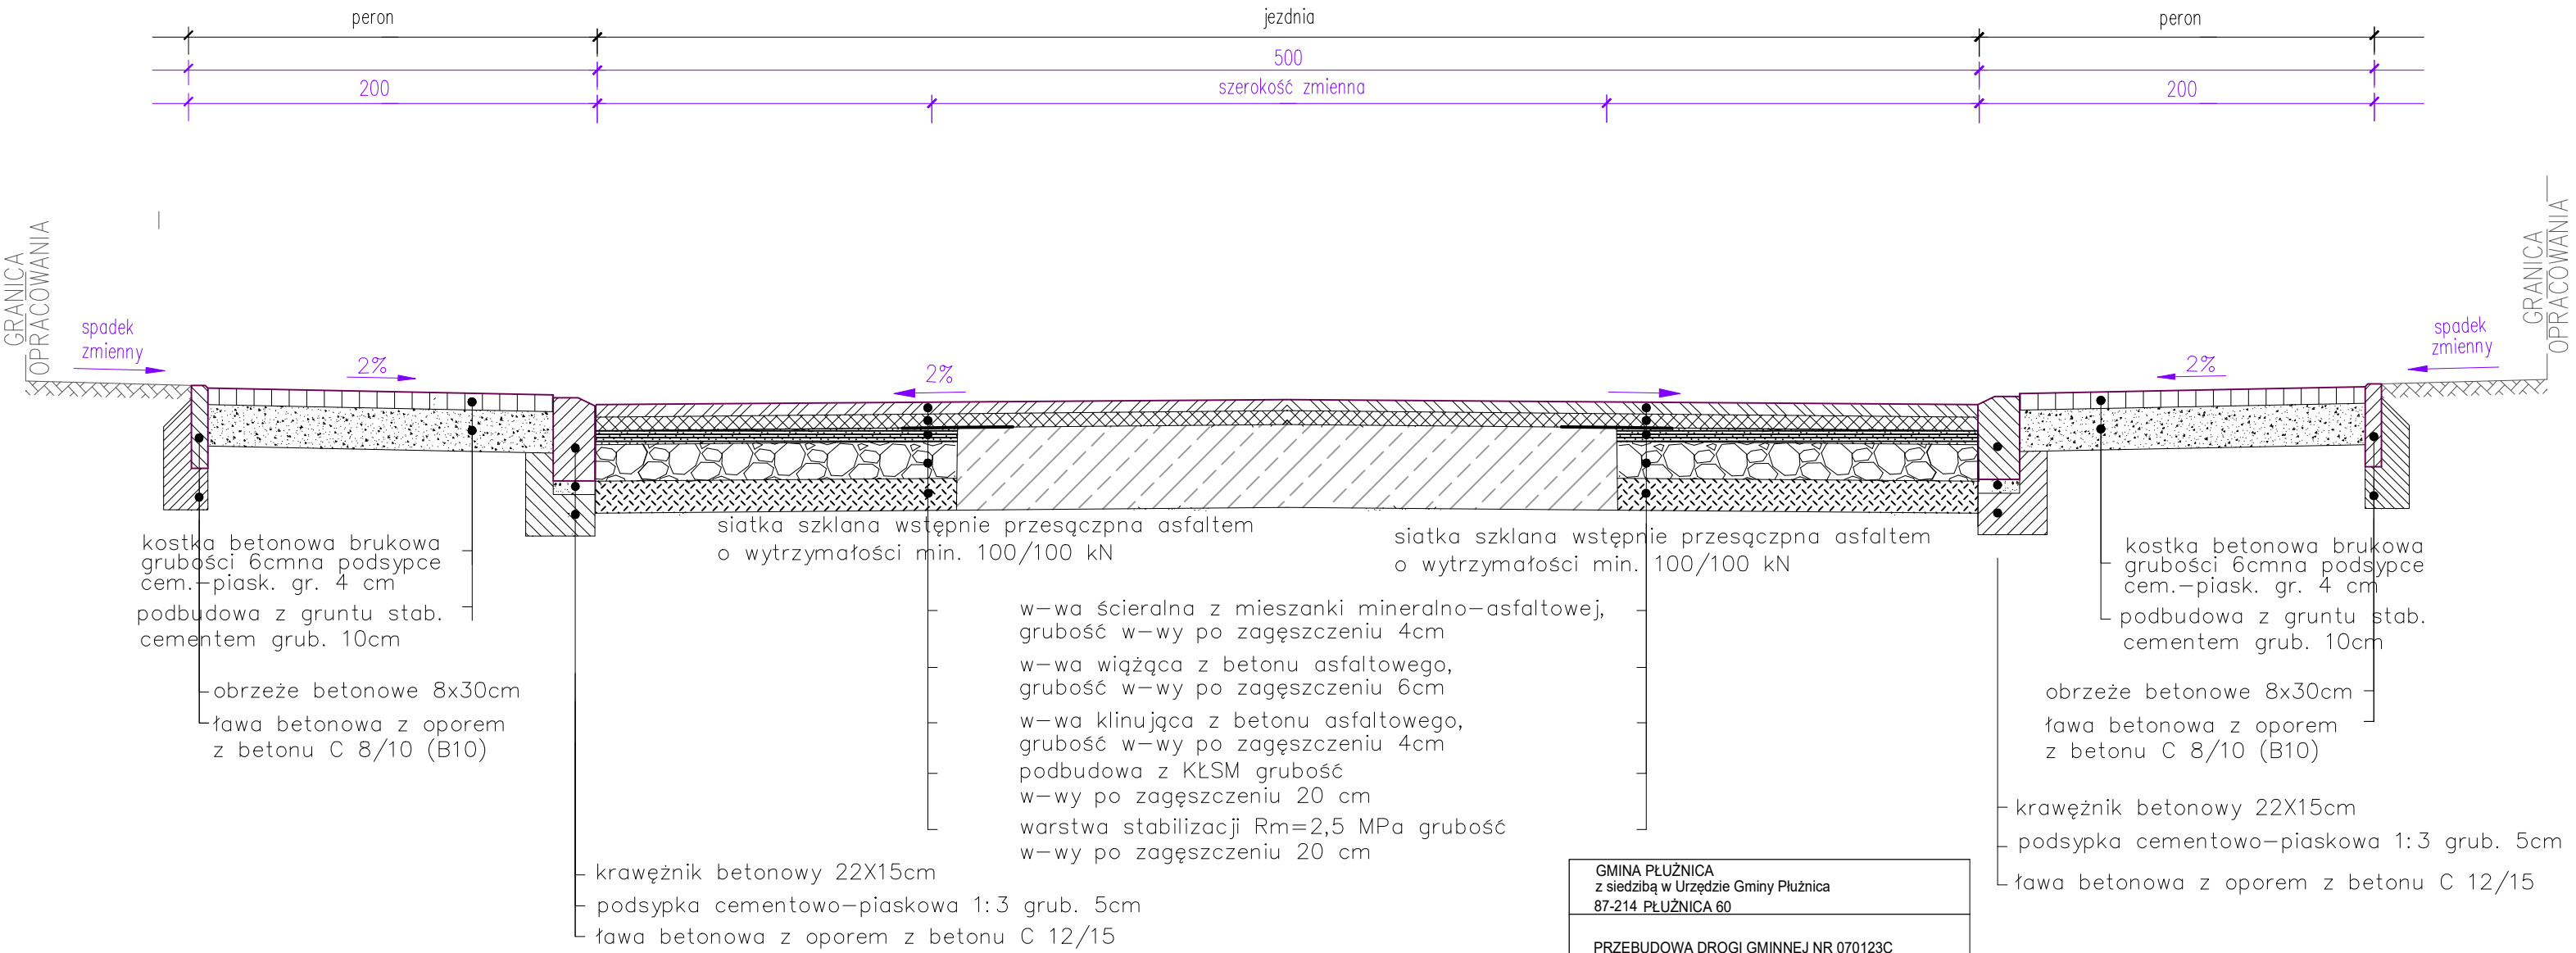 peron
jezdnia
peron
500
200
szerokość zmienna
200
GRANICA
OPRACOWANIA
GRANICA
OPRACOWANIA
spadek
zmienny
2%
2%
2%
spadek
zmienny
siatka szklana wstępnie przesączpna asfaltem
o wytrzymałości min. 100/100 kN
siatka szklana wstępnie przesączpna asfaltem
o wytrzymałości min. 100/100 kN
kostka betonowa brukowa
grubości 6cmna podsypce
cem.-piask. gr. 4 cm
podbudowa z gruntu stab.
cementem grub. 10cm
obrzeże betonowe 8x30cm
ława betonowa z oporem
z betonu C 8/10 (B10)
w-wa ścieralna z mieszanki mineralno-asfaltowej,
grubość w-wy po zagęszczeniu 4cm
w-wa wiążąca z betonu asfaltowego,
grubość w-wy po zagęszczeniu 6cm
w-wa klinująca z betonu asfaltowego,
grubość w-wy po zagęszczeniu 4cm
podbudowa z KŁSM grubość
w-wy po zagęszczeniu 20 cm
warstwa stabilizacji Rm=2,5 MPa grubość
w-wy po zagęszczeniu 20 cm
kostka betonowa brukowa
grubości 6cmna podsypce
cem.-piask. gr. 4 cm
podbudowa z gruntu stab.
cementem grub. 10cm
obrzeże betonowe 8x30cm
ława betonowa z oporem
z betonu C 8/10 (B10)
krawężnik betonowy 22X15cm
podsypka cementowo-piaskowa 1:3 grub. 5cm
ława betonowa z oporem z betonu C 12/15
krawężnik betonowy 22X15cm
podsypka cementowo-piaskowa 1:3 grub. 5cm
ława betonowa z oporem z betonu C 12/15
GMINA PŁUŻNICA
z siedzibą w Urzędzie Gminy Płużnica
87-214 PŁUŻNICA 60
PRZEBUDOWA DROGI GMINNEJ NR 070123C